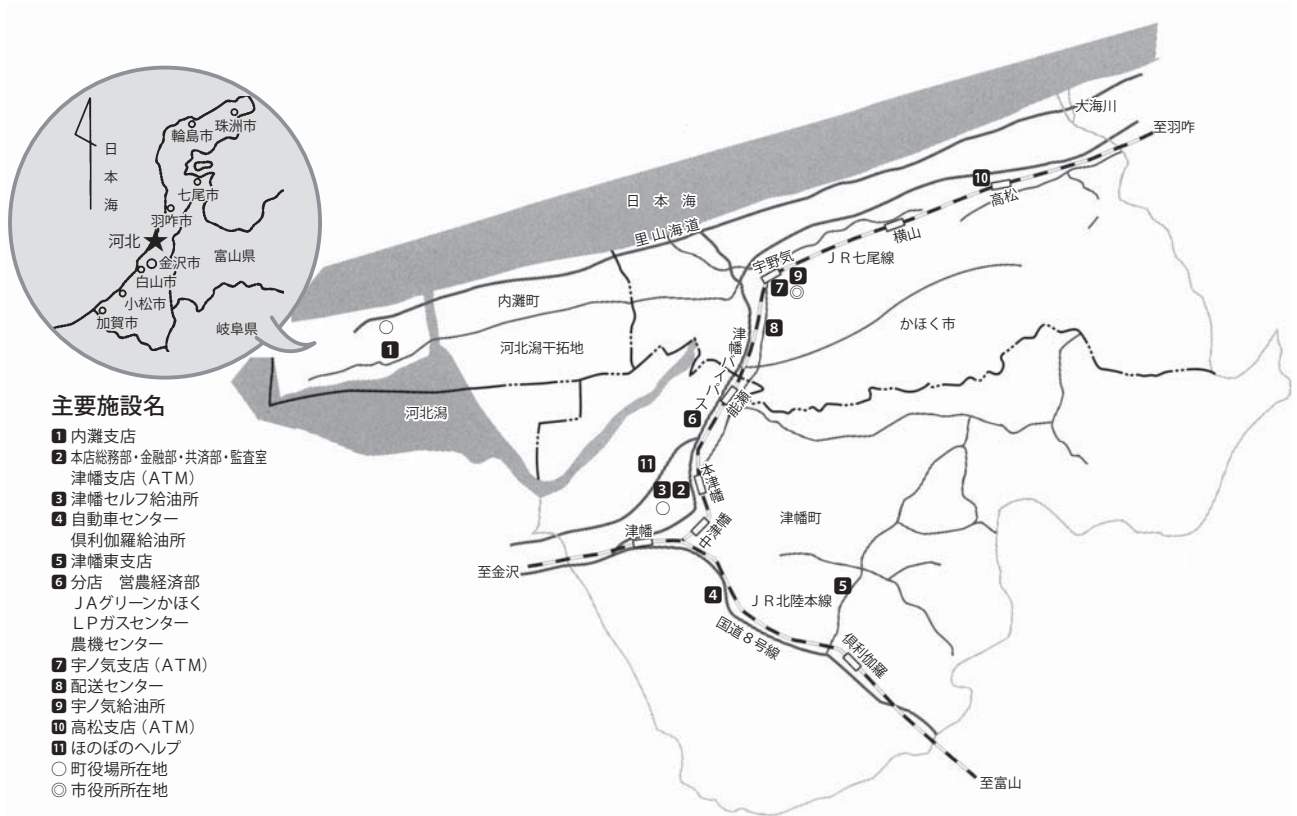 日本海
輪島市
珠洲市
七尾市
羽咋市
河北
金沢市
富山県
白山市
小松市
加賀市
岐阜県
大海川
至羽咋
10
高松
日本海
里山海道
横山
宇野気
JR七尾線
7
9
◎
内灘町
○
1
8
かほく市
河北潟干拓地
津幡バイパス
河北潟
能瀬
6
11
本津幡
3
2
○
津幡町
中津幡
津幡
至金沢
4
5
JR北陸本線
国道8号線
倶利伽羅
至富山
主要施設名
1 内灘支店
2 本店総務部・金融部・共済部・監査室
津幡支店(ATM)
3 津幡セルフ給油所
4 自動車センター
倶利伽羅給油所
5 津幡東支店
6 分店 営農経済部
JAグリーンかほく
LPガスセンター
農機センター
7 宇ノ気支店(ATM)
8 配送センター
9 宇ノ気給油所
10 高松支店(ATM)
11 ほのぼのヘルプ
○ 町役場所在地
◎ 市役所所在地